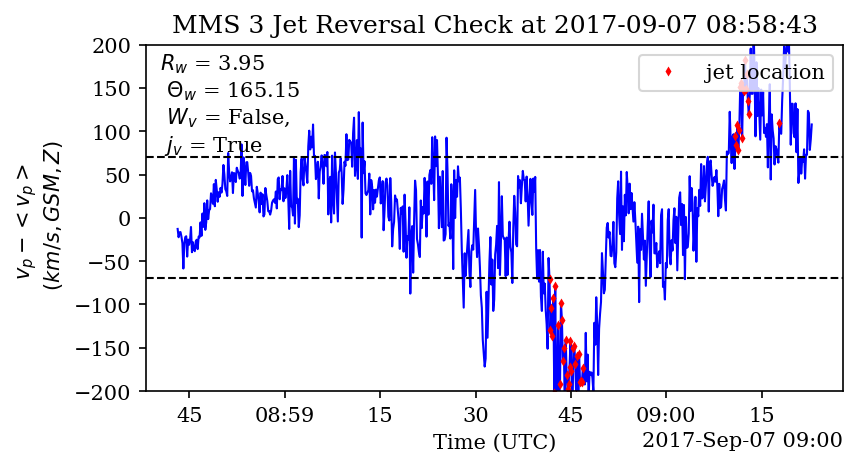 MMS 3 Jet Reversal Check at 2017-09-07 08:58:43
R_w = 3.95
Θ_w = 165.15
W_v = False,
j_v = True
jet location
200
150
100
50
0
−50
−100
−150
−200
v_p − < v_p >
(km/s, GSM, Z)
45 08:59 15 30 45 09:00 15
Time (UTC)
2017-Sep-07 09:00